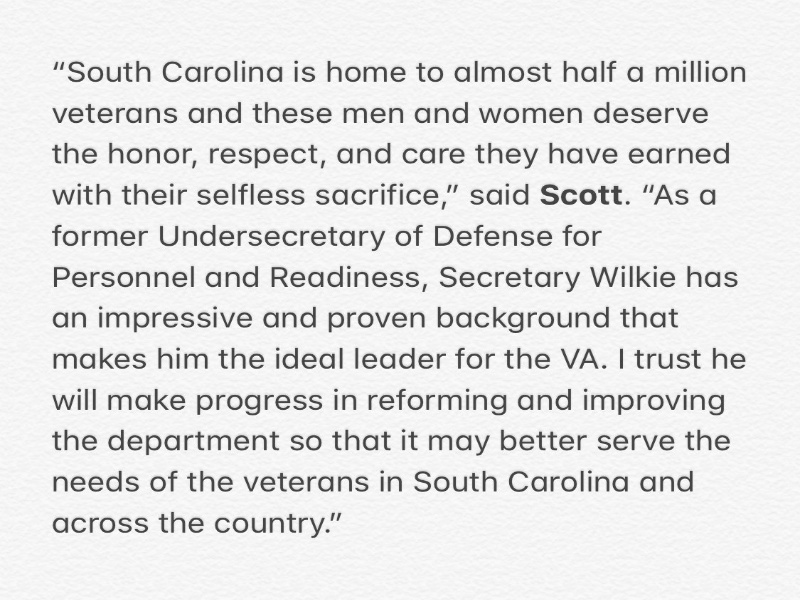 “South Carolina is home to almost half a million
veterans and these men and women deserve
the honor, respect, and care they have earned
with their selfless sacrifice,” said Scott. “As a
former Undersecretary of Defense for
Personnel and Readiness, Secretary Wilkie has
an impressive and proven background that
makes him the ideal leader for the VA. I trust he
will make progress in reforming and improving
the department so that it may better serve the
needs of the veterans in South Carolina and
across the country.”